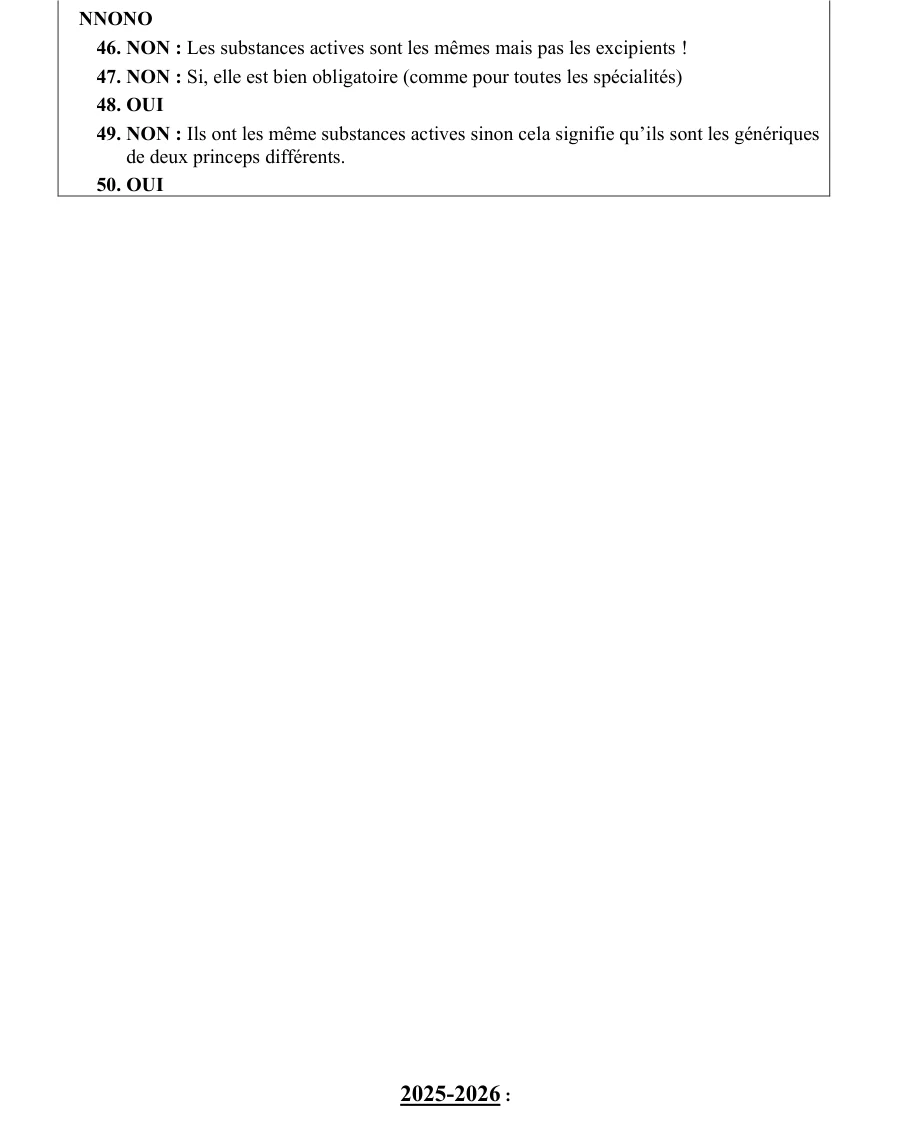 NNONO
46. NON : Les substances actives sont les mêmes mais pas les excipients !
47. NON : Si, elle est bien obligatoire (comme pour toutes les spécialités)
48. OUI
49. NON : Ils ont les même substances actives sinon cela signifie qu’ils sont les génériques
de deux princeps différents.
50. OUI
2025-2026 :